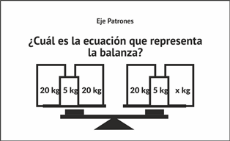 Eje Patrones
¿Cuál es la ecuación que representa
la balanza?
20 kg 5 kg 20 kg 20 kg 5 kg x kg